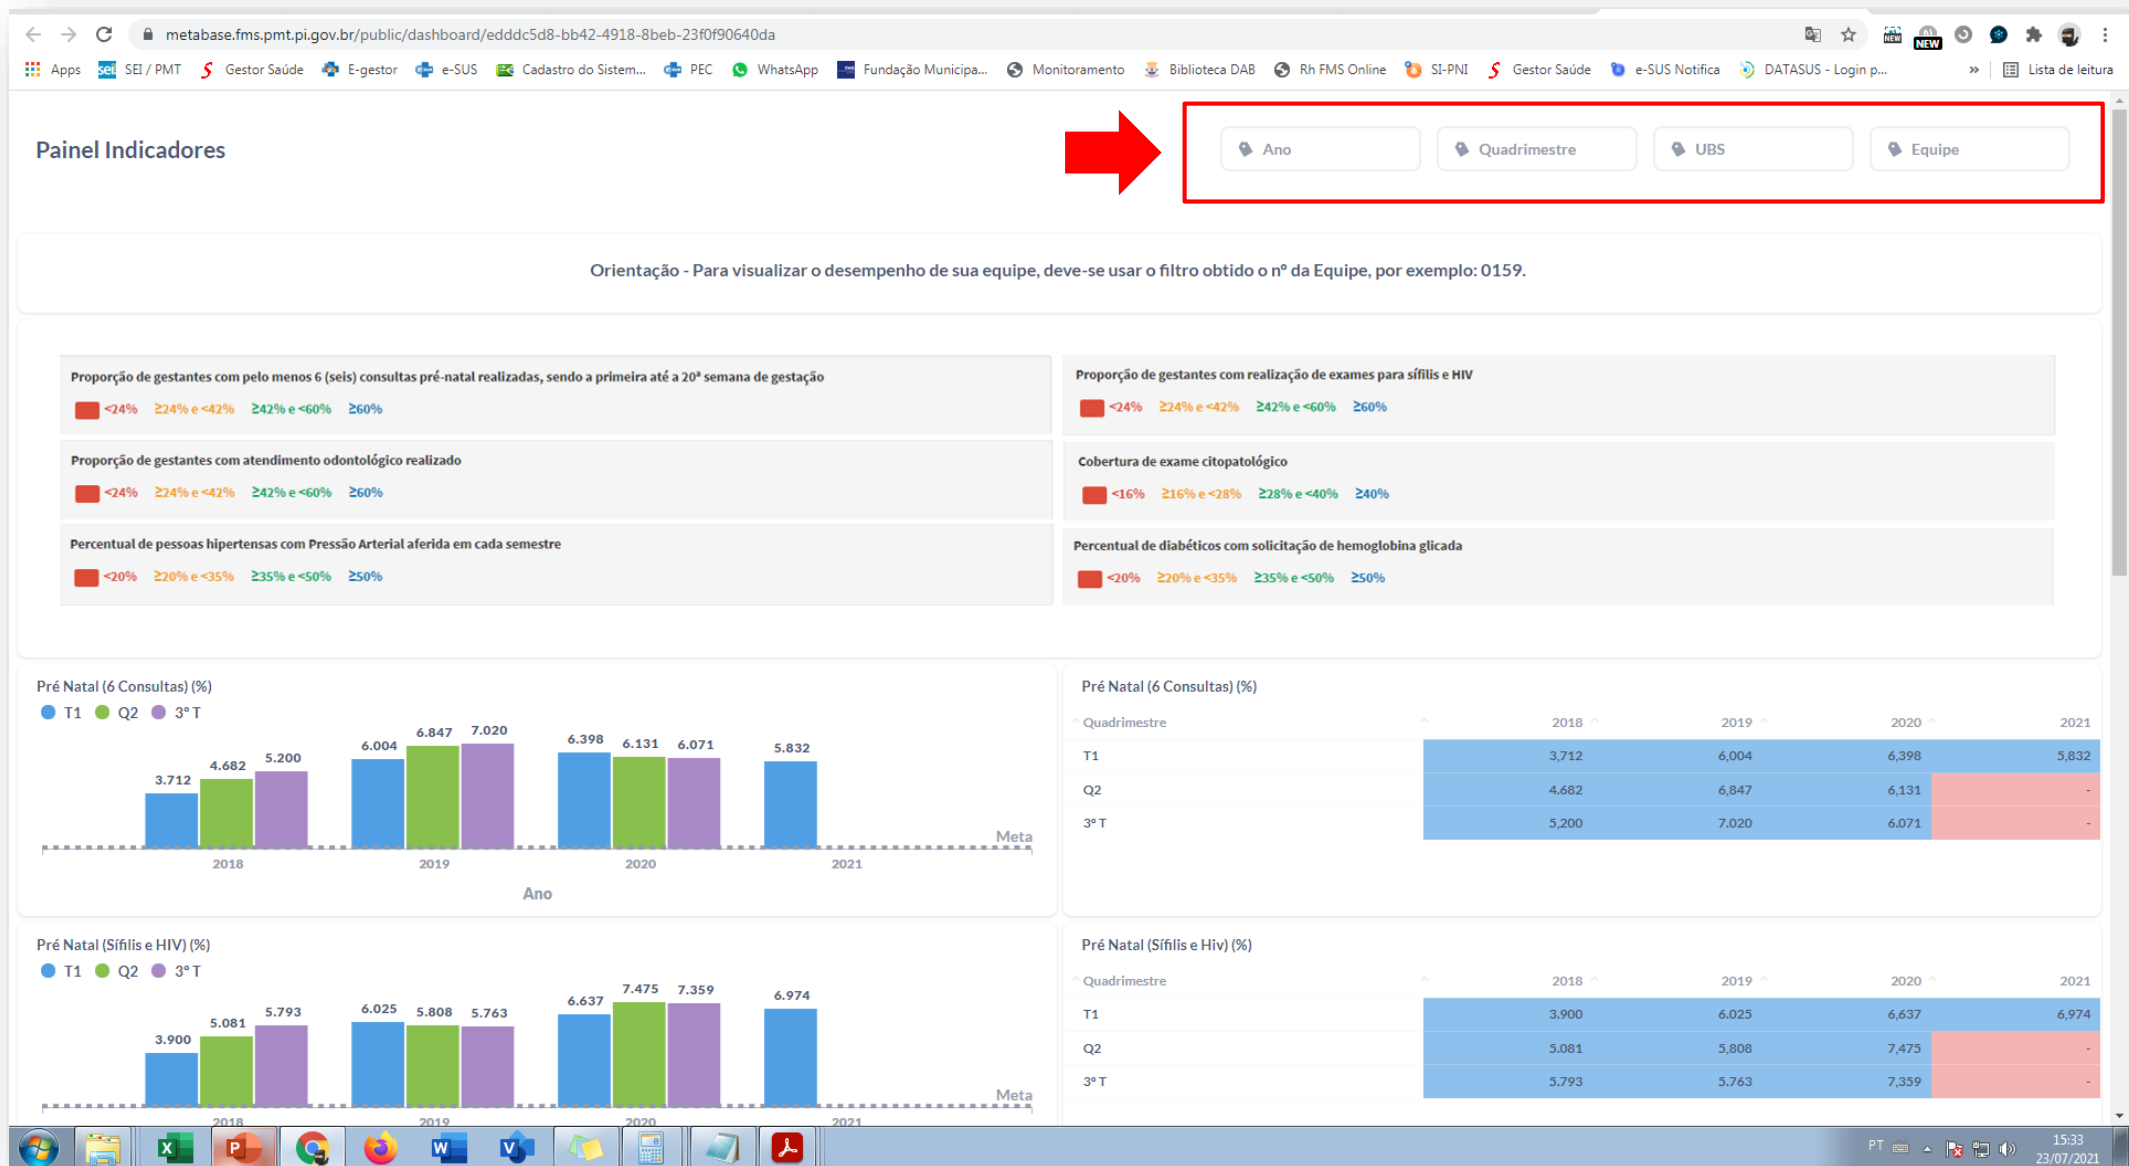 metabase.fms.pmt.pi.gov.br/public/dashboard/edddc5d8-bb42-4918-8beb-23f0f90640da
NEW NEW
Apps sei SEI / PMT Gestor Saúde E-gestor e-SUS Cadastro do Sistem... PEC WhatsApp Fundação Municipa... Monitoramento Biblioteca DAB Rh FMS Online SI-PNI Gestor Saúde e-SUS Notifica DATASUS - Login p... » Lista de leitura
Painel Indicadores
Ano Quadrimestre UBS Equipe
Orientação - Para visualizar o desempenho de sua equipe, deve-se usar o filtro obtido o nº da Equipe, por exemplo: 0159.
Proporção de gestantes com pelo menos 6 (seis) consultas pré-natal realizadas, sendo a primeira até a 20ª semana de gestação
<24% ≥24% e <42% ≥42% e <60% ≥60%
Proporção de gestantes com realização de exames para sífilis e HIV
<24% ≥24% e <42% ≥42% e <60% ≥60%
Proporção de gestantes com atendimento odontológico realizado
<24% ≥24% e <42% ≥42% e <60% ≥60%
Cobertura de exame citopatológico
<16% ≥16% e <28% ≥28% e <40% ≥40%
Percentual de pessoas hipertensas com Pressão Arterial aferida em cada semestre
<20% ≥20% e <35% ≥35% e <50% ≥50%
Percentual de diabéticos com solicitação de hemoglobina glicada
<20% ≥20% e <35% ≥35% e <50% ≥50%
Pré Natal (6 Consultas) (%)
T1 Q2 3º T
3.712 4.682 5.200 6.004 6.847 7.020 6.398 6.131 6.071 5.832
Meta
2018 2019 2020 2021
Ano
Pré Natal (6 Consultas) (%)
Quadrimestre 2018 2019 2020 2021
T1 3,712 6,004 6,398 5,832
Q2 4.682 6,847 6,131 -
3º T 5,200 7.020 6.071 -
Pré Natal (Sífilis e HIV) (%)
T1 Q2 3º T
3.900 5.081 5.793 6.025 5.808 5.763 6.637 7.475 7.359 6.974
Meta
2018 2019 2020 2021
Pré Natal (Sífilis e Hiv) (%)
Quadrimestre 2018 2019 2020 2021
T1 3.900 6.025 6,637 6,974
Q2 5.081 5,808 7,475 -
3º T 5.793 5.763 7,359 -
PT 15:33
23/07/2021